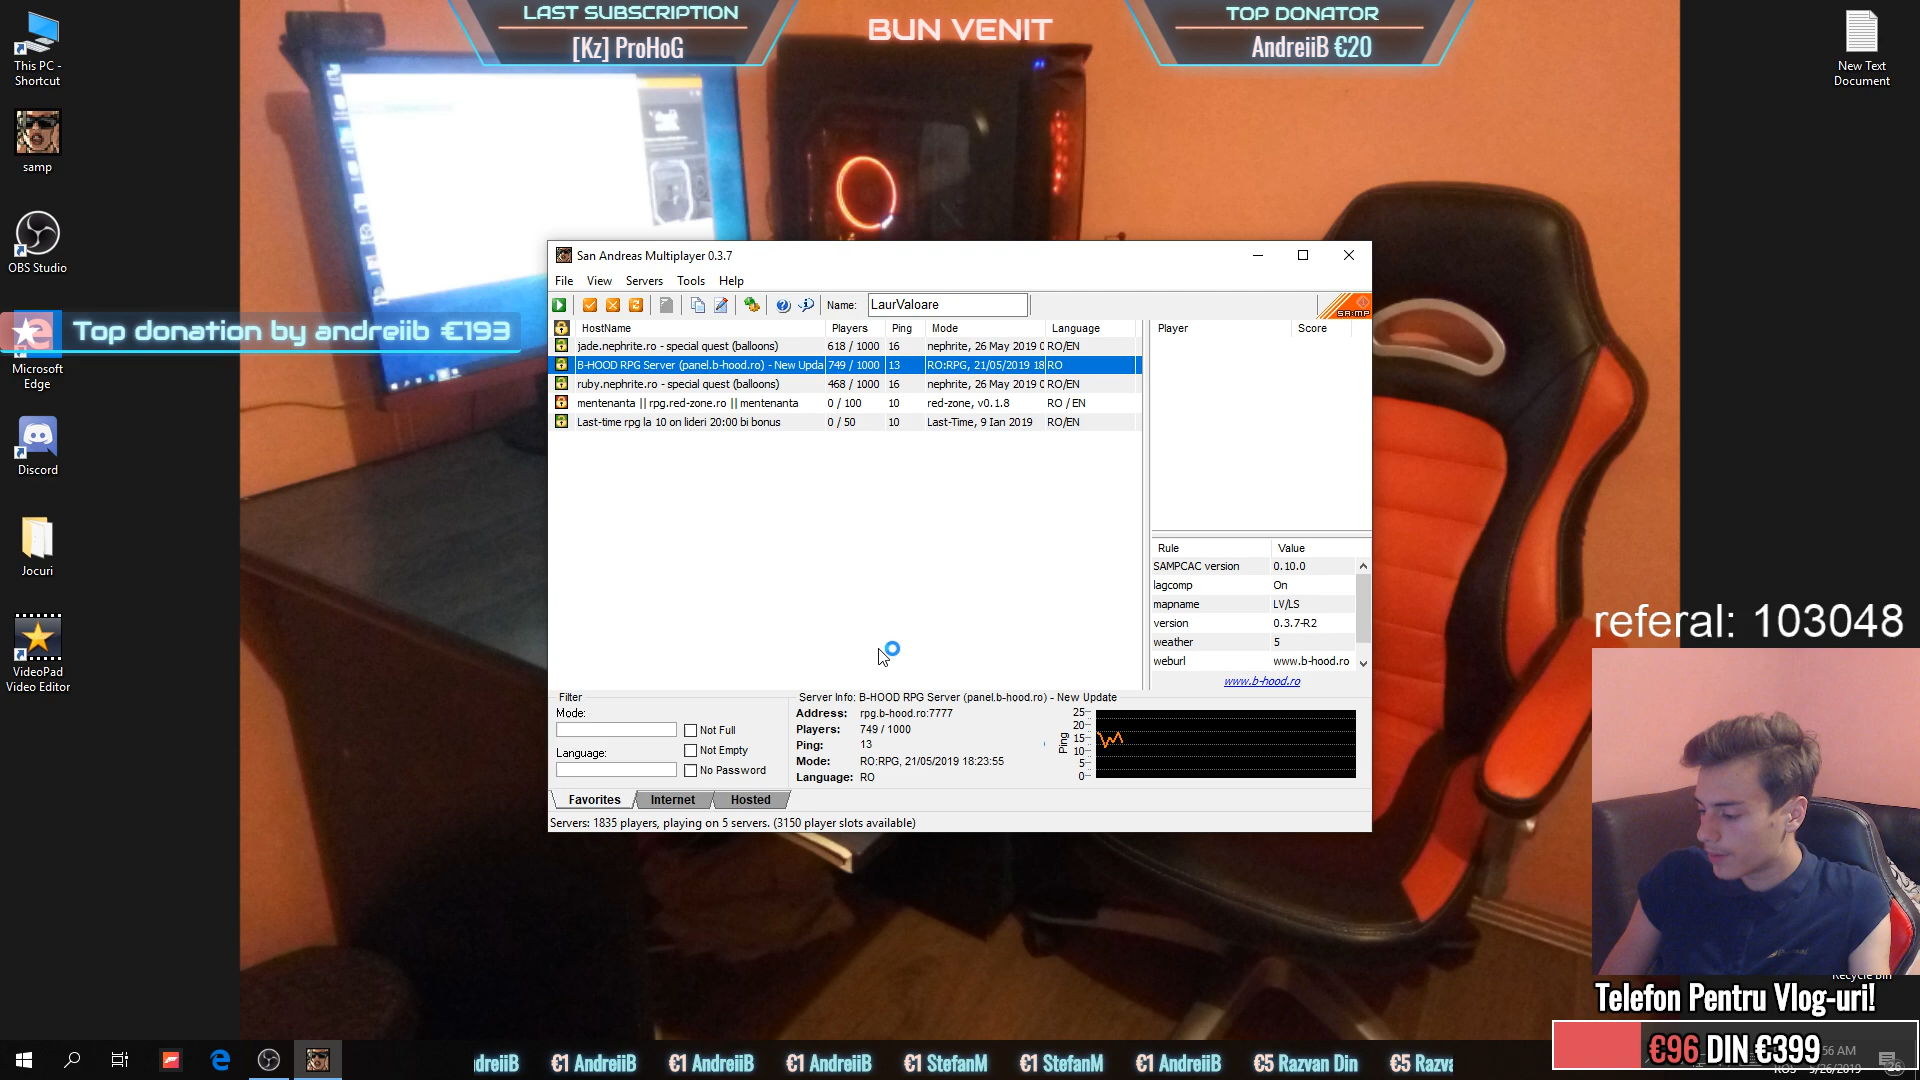 LAST SUBSCRIPTION
[Kz] ProHoG
BUN VENIT
TOP DONATOR
AndreiiB €20
This PC -
Shortcut
samp
OBS Studio
Top donation by andreiib €193
Microsoft
Edge
Discord
Jocuri
VideoPad
Video Editor
New Text
Document
San Andreas Multiplayer 0.3.7
File View Servers Tools Help
Name: LaurValoare
SA:MP
HostName Players Ping Mode Language
jade.nephrite.ro - special quest (balloons) 618 / 1000 16 nephrite, 26 May 2019 RO/EN
B-HOOD RPG Server (panel.b-hood.ro) - New Upda 749 / 1000 13 RO:RPG, 21/05/2019 18 RO
ruby.nephrite.ro - special quest (balloons) 468 / 1000 16 nephrite, 26 May 2019 RO/EN
mentenanta || rpg.red-zone.ro || mentenanta 0 / 100 10 red-zone, v0.1.8 RO / EN
Last-time rpg la 10 on lideri 20:00 bi bonus 0 / 50 10 Last-Time, 9 Ian 2019 RO/EN
Player Score
Rule Value
SAMPCAC version 0.10.0
lagcomp On
mapname LV/LS
version 0.3.7-R2
weather 5
weburl www.b-hood.ro
www.b-hood.ro
Filter
Mode:
Language:
Not Full
Not Empty
No Password
Server Info: B-HOOD RPG Server (panel.b-hood.ro) - New Update
Address: rpg.b-hood.ro:7777
Players: 749 / 1000
Ping: 13
Mode: RO:RPG, 21/05/2019 18:23:55
Language: RO
Ping
25
20
15
10
5
0
Favorites Internet Hosted
Servers: 1835 players, playing on 5 servers. (3150 player slots available)
referal: 103048
Recycle Bin
Telefon Pentru Vlog-uri!
€96 DIN €399
56 AM
5/26/2019
dreiiB €1 AndreiiB €1 AndreiiB €1 AndreiiB €1 StefanM €1 StefanM €1 AndreiiB €5 Razvan Din €5 Razva